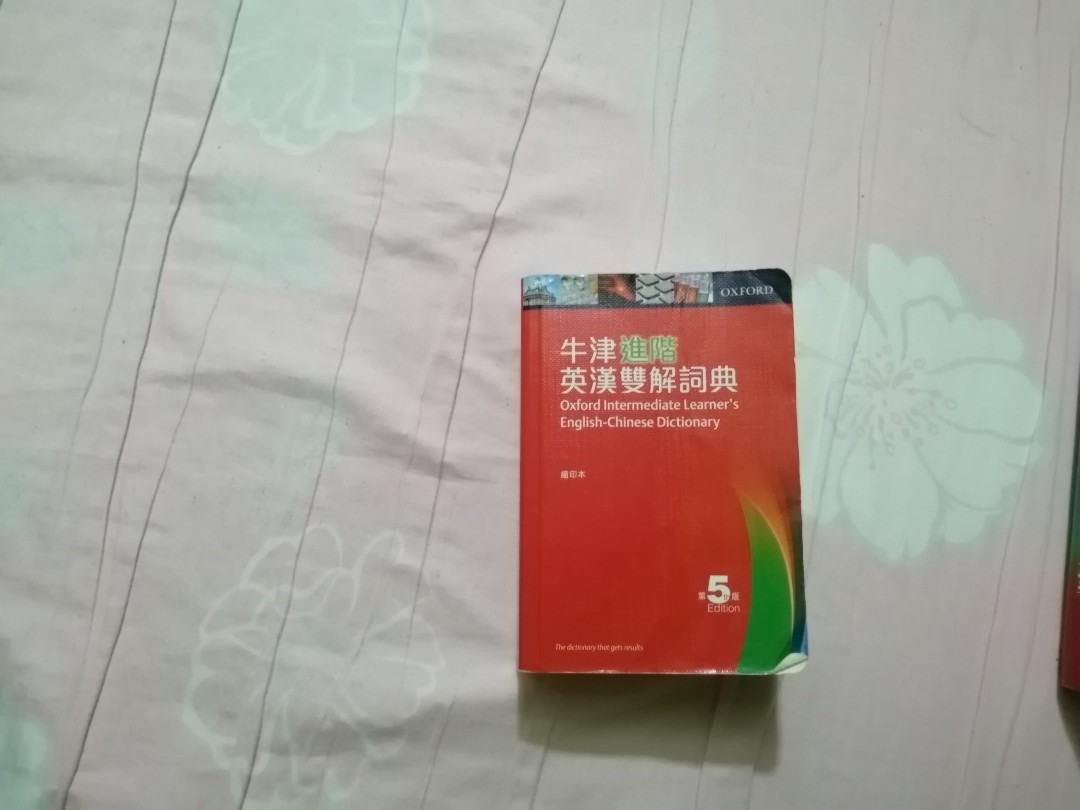 OXFORD
牛津進階
英漢雙解詞典
Oxford Intermediate Learner's
English-Chinese Dictionary
縮印本
第5版
Edition
The dictionary that gets results